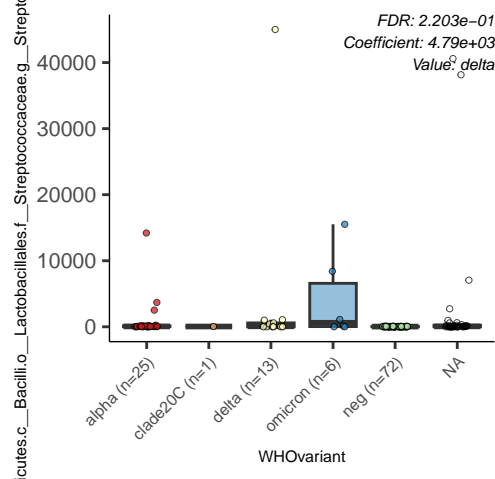 FDR: 2.203e−01
Coefficient: 4.79e+03
Value: delta
icutes.c__Bacilli.o__Lactobacillales.f__Streptococcaceae.g__Strepto
40000
30000
20000
10000
0
alpha (n=25)
clade20C (n=1)
delta (n=13)
omicron (n=6)
neg (n=72)
NA
WHOvariant